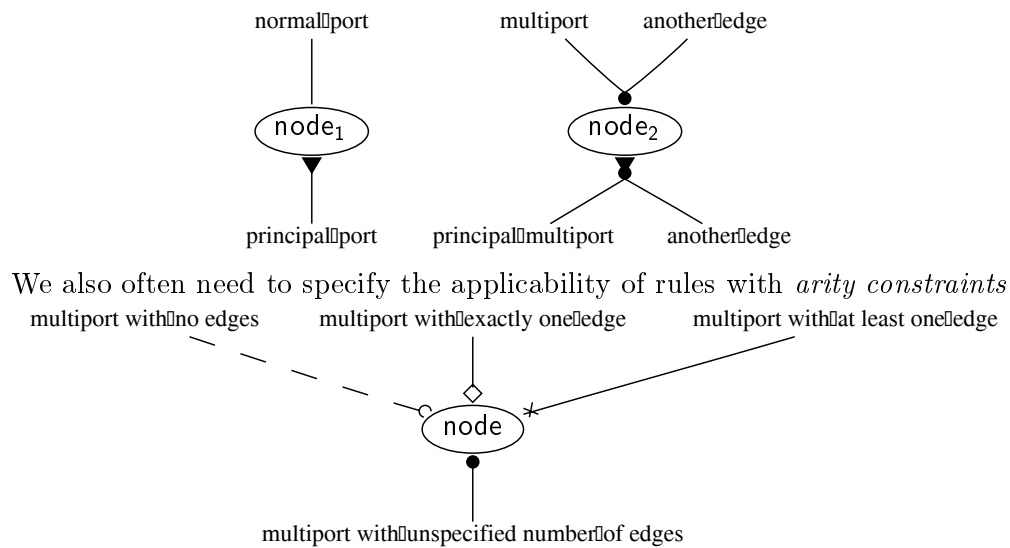 normal▯port multiport another▯edge
node₁ node₂
principal▯port principal▯multiport another▯edge
We also often need to specify the applicability of rules with arity constraints
multiport with▯no edges multiport with▯exactly one▯edge multiport with▯at least one▯edge
node
multiport with▯unspecified number▯of edges